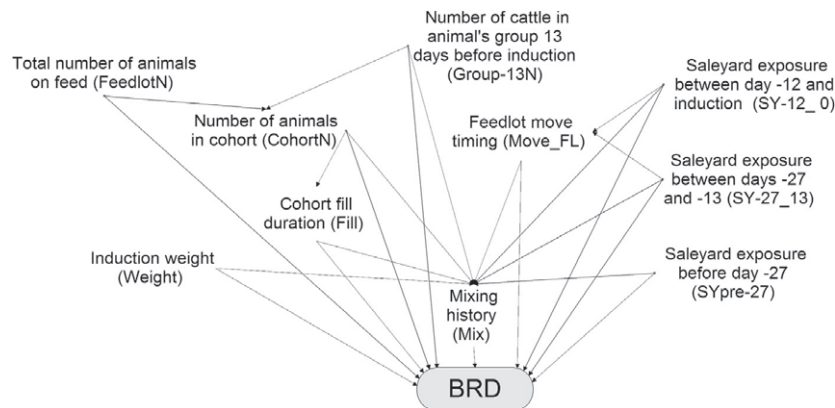 Number of cattle in
animal's group 13
days before induction
(Group-13N)
Total number of animals
on feed (FeedlotN)
Saleyard exposure
between day -12 and
induction (SY-12_ 0)
Number of animals
in cohort (CohortN)
Feedlot move
timing (Move_FL)
Saleyard exposure
between days -27
and -13 (SY-27_13)
Cohort fill
duration (Fill)
Induction weight
(Weight)
Saleyard exposure
before day -27
(SYpre-27)
Mixing
history
(Mix)
BRD